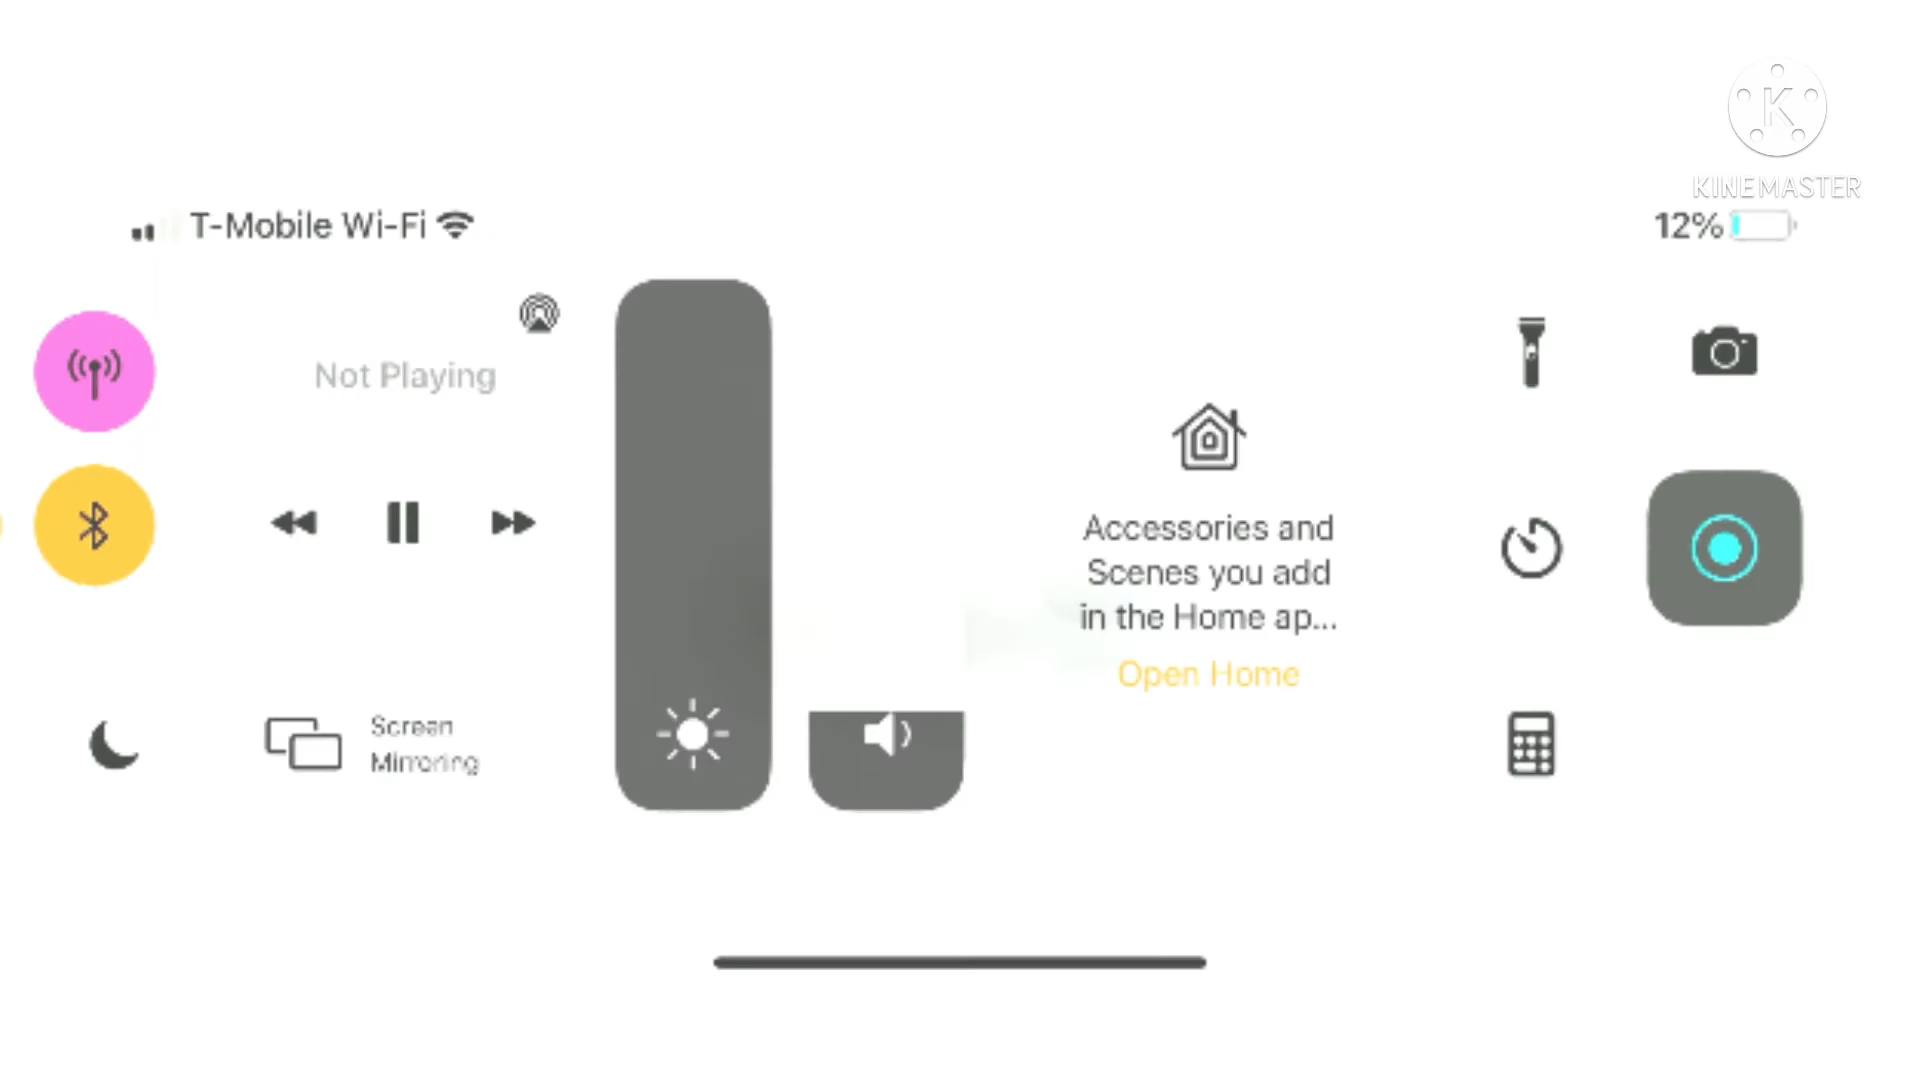 K
KINEMASTER
T-Mobile Wi-Fi
12%
Not Playing
Accessories and
Scenes you add
in the Home ap...
Open Home
Screen
Mirroring